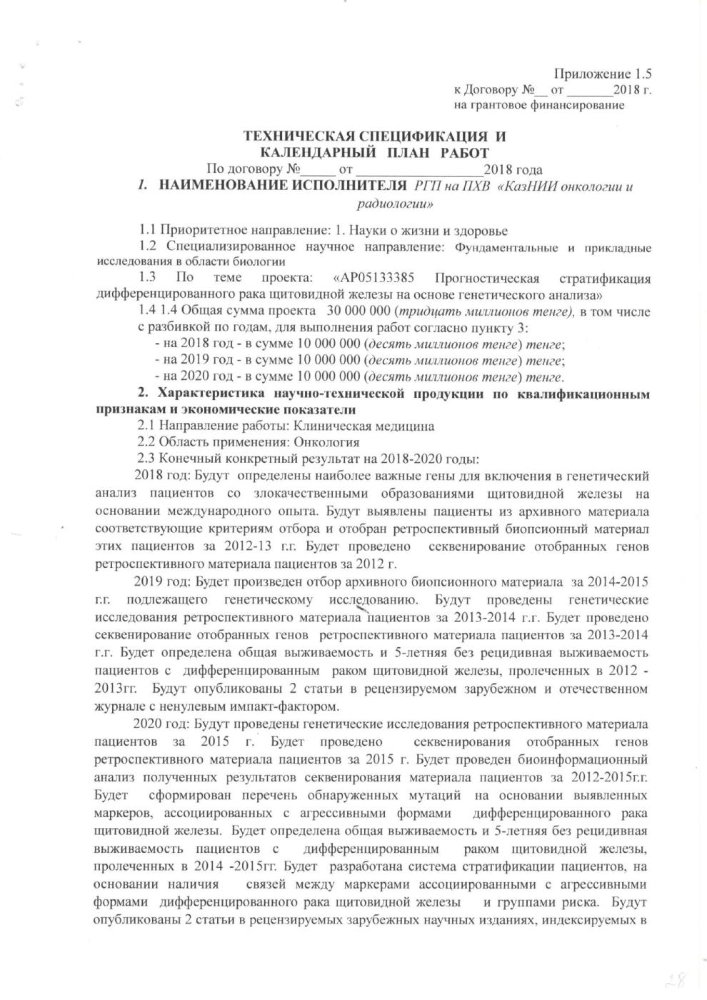 Приложение 1.5
к Договору №__ от _______2018 г.
на грантовое финансирование
ТЕХНИЧЕСКАЯ СПЕЦИФИКАЦИЯ И
КАЛЕНДАРНЫЙ ПЛАН РАБОТ
По договору №_____ от __________________2018 года
1. НАИМЕНОВАНИЕ ИСПОЛНИТЕЛЯ РГП на ПХВ «КазНИИ онкологии и
радиологии»
1.1 Приоритетное направление: 1. Науки о жизни и здоровье
1.2 Специализированное научное направление: Фундаментальные и прикладные
исследования в области биологии
1.3 По теме проекта: «АР05133385 Прогностическая стратификация
дифференцированного рака щитовидной железы на основе генетического анализа»
1.4 1.4 Общая сумма проекта 30 000 000 (тридцать миллионов тенге), в том числе
с разбивкой по годам, для выполнения работ согласно пункту 3:
- на 2018 год - в сумме 10 000 000 (десять миллионов тенге) тенге;
- на 2019 год - в сумме 10 000 000 (десять миллионов тенге) тенге;
- на 2020 год - в сумме 10 000 000 (десять миллионов тенге) тенге.
2. Характеристика научно-технической продукции по квалификационным
признакам и экономические показатели
2.1 Направление работы: Клиническая медицина
2.2 Область применения: Онкология
2.3 Конечный конкретный результат на 2018-2020 годы:
2018 год: Будут определены наиболее важные гены для включения в генетический
анализ пациентов со злокачественными образованиями щитовидной железы на
основании международного опыта. Будут выявлены пациенты из архивного материала
соответствующие критериям отбора и отобран ретроспективный биопсионный материал
этих пациентов за 2012-13 г.г. Будет проведено секвенирование отобранных генов
ретроспективного материала пациентов за 2012 г.
2019 год: Будет произведен отбор архивного биопсионного материала за 2014-2015
г.г. подлежащего генетическому исследованию. Будут проведены генетические
исследования ретроспективного материала пациентов за 2013-2014 г.г. Будет проведено
секвенирование отобранных генов ретроспективного материала пациентов за 2013-2014
г.г. Будет определена общая выживаемость и 5-летняя без рецидивная выживаемость
пациентов с дифференцированным раком щитовидной железы, пролеченных в 2012 -
2013гг. Будут опубликованы 2 статьи в рецензируемом зарубежном и отечественном
журнале с ненулевым импакт-фактором.
2020 год: Будут проведены генетические исследования ретроспективного материала
пациентов за 2015 г. Будет проведено секвенирования отобранных генов
ретроспективного материала пациентов за 2015 г. Будет проведен биоинформационный
анализ полученных результатов секвенирования материала пациентов за 2012-2015г.г.
Будет сформирован перечень обнаруженных мутаций на основании выявленных
маркеров, ассоциированных с агрессивными формами дифференцированного рака
щитовидной железы. Будет определена общая выживаемость и 5-летняя без рецидивная
выживаемость пациентов с дифференцированным раком щитовидной железы,
пролеченных в 2014 -2015гг. Будет разработана система стратификации пациентов, на
основании наличия связей между маркерами ассоциированными с агрессивными
формами дифференцированного рака щитовидной железы и группами риска. Будут
опубликованы 2 статьи в рецензируемых зарубежных научных изданиях, индексируемых в
28